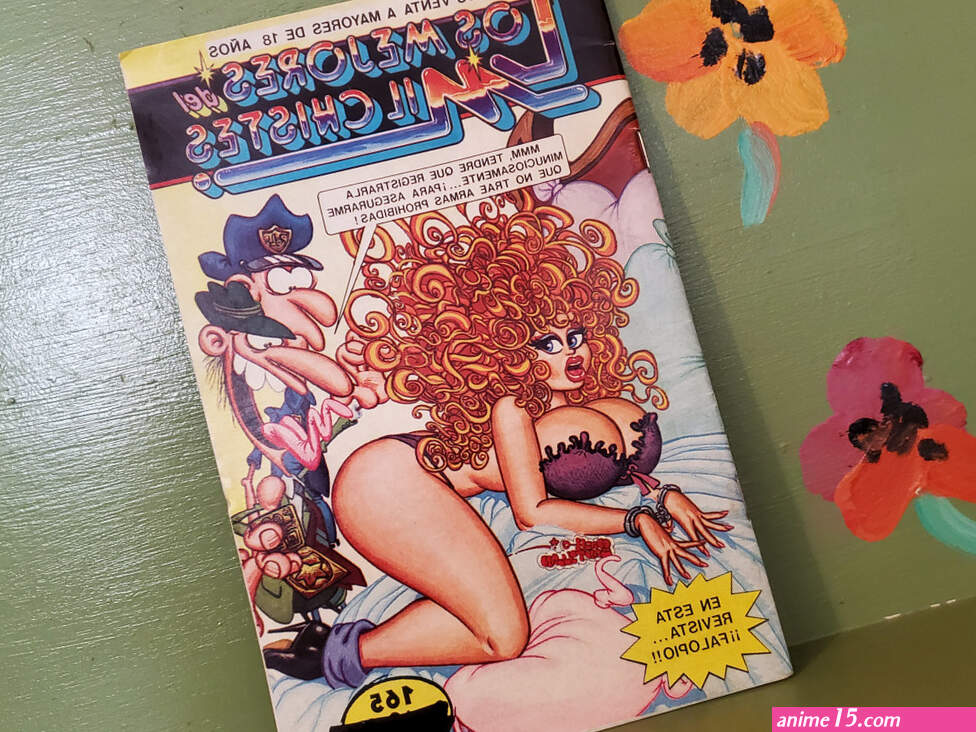 VENTA A MAYORES DE 18 AÑOS
LOS MEJORES
del MIL CHISTES
MMM, TENDRE QUE REGISTRARLA
MINUCIOSAMENTE... ¡PARA ASEGURARME
QUE NO TRAE ARMAS PROHIBIDAS!
EN ESTA
REVISTA...
¡¡FALOPIO!!
165
anime15.com